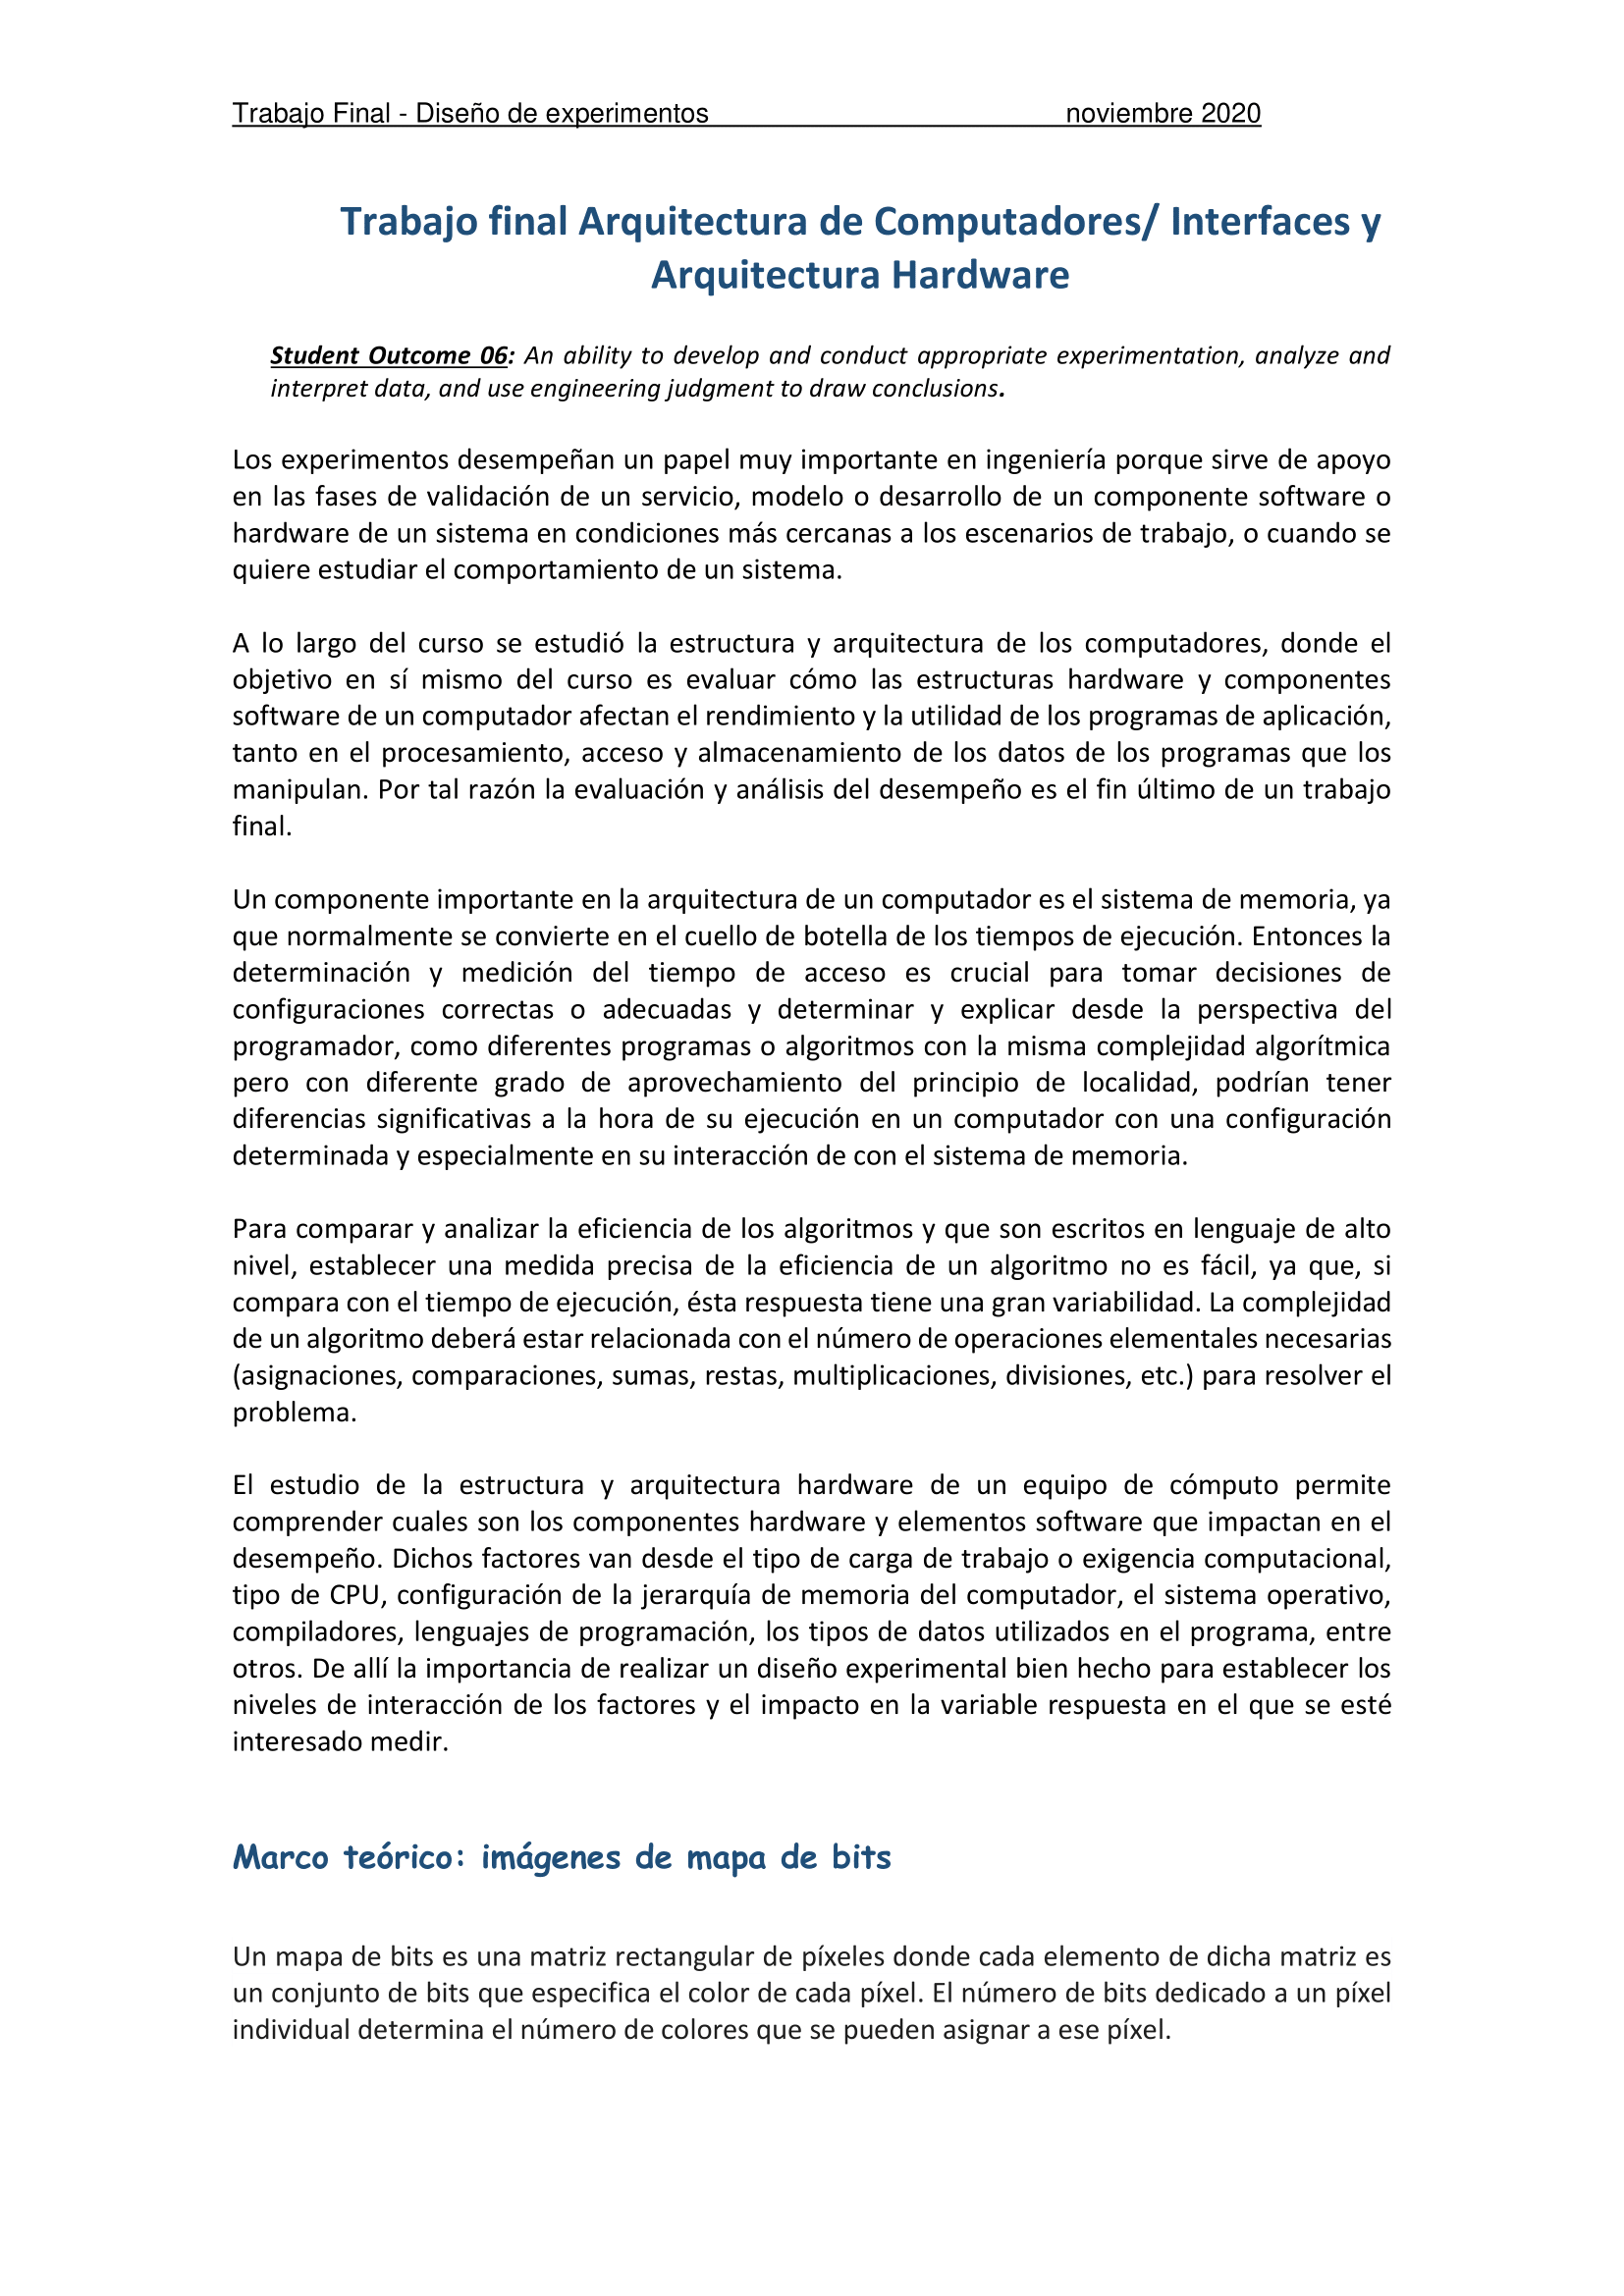 Trabajo Final - Diseño de experimentos noviembre 2020
Trabajo final Arquitectura de Computadores/ Interfaces y
Arquitectura Hardware
Student Outcome 06: An ability to develop and conduct appropriate experimentation, analyze and
interpret data, and use engineering judgment to draw conclusions.
Los experimentos desempeñan un papel muy importante en ingeniería porque sirve de apoyo
en las fases de validación de un servicio, modelo o desarrollo de un componente software o
hardware de un sistema en condiciones más cercanas a los escenarios de trabajo, o cuando se
quiere estudiar el comportamiento de un sistema.
A lo largo del curso se estudió la estructura y arquitectura de los computadores, donde el
objetivo en sí mismo del curso es evaluar cómo las estructuras hardware y componentes
software de un computador afectan el rendimiento y la utilidad de los programas de aplicación,
tanto en el procesamiento, acceso y almacenamiento de los datos de los programas que los
manipulan. Por tal razón la evaluación y análisis del desempeño es el fin último de un trabajo
final.
Un componente importante en la arquitectura de un computador es el sistema de memoria, ya
que normalmente se convierte en el cuello de botella de los tiempos de ejecución. Entonces la
determinación y medición del tiempo de acceso es crucial para tomar decisiones de
configuraciones correctas o adecuadas y determinar y explicar desde la perspectiva del
programador, como diferentes programas o algoritmos con la misma complejidad algorítmica
pero con diferente grado de aprovechamiento del principio de localidad, podrían tener
diferencias significativas a la hora de su ejecución en un computador con una configuración
determinada y especialmente en su interacción de con el sistema de memoria.
Para comparar y analizar la eficiencia de los algoritmos y que son escritos en lenguaje de alto
nivel, establecer una medida precisa de la eficiencia de un algoritmo no es fácil, ya que, si
compara con el tiempo de ejecución, ésta respuesta tiene una gran variabilidad. La complejidad
de un algoritmo deberá estar relacionada con el número de operaciones elementales necesarias
(asignaciones, comparaciones, sumas, restas, multiplicaciones, divisiones, etc.) para resolver el
problema.
El estudio de la estructura y arquitectura hardware de un equipo de cómputo permite
comprender cuales son los componentes hardware y elementos software que impactan en el
desempeño. Dichos factores van desde el tipo de carga de trabajo o exigencia computacional,
tipo de CPU, configuración de la jerarquía de memoria del computador, el sistema operativo,
compiladores, lenguajes de programación, los tipos de datos utilizados en el programa, entre
otros. De allí la importancia de realizar un diseño experimental bien hecho para establecer los
niveles de interacción de los factores y el impacto en la variable respuesta en el que se esté
interesado medir.
Marco teórico: imágenes de mapa de bits
Un mapa de bits es una matriz rectangular de píxeles donde cada elemento de dicha matriz es
un conjunto de bits que especifica el color de cada píxel. El número de bits dedicado a un píxel
individual determina el número de colores que se pueden asignar a ese píxel.